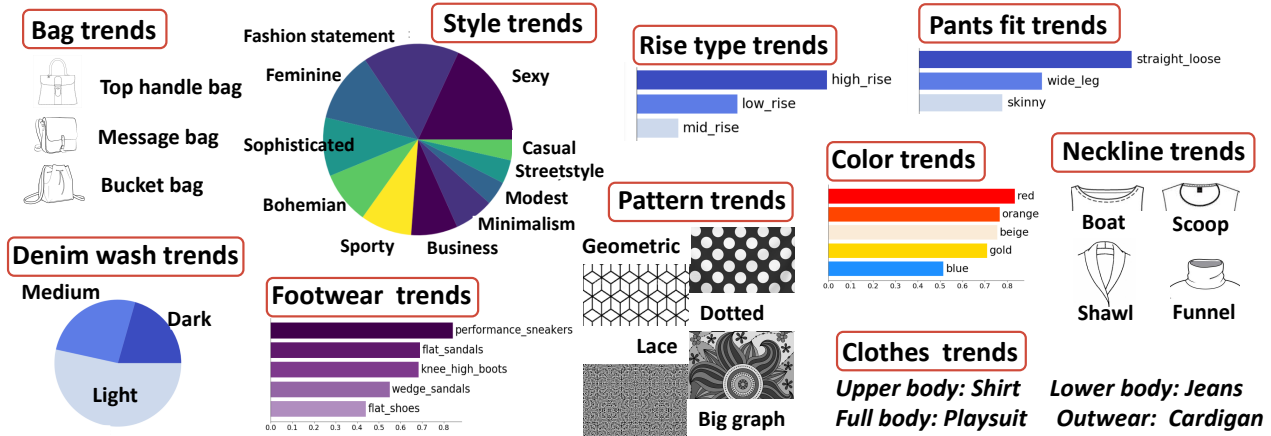 Bag trends
Top handle bag
Message bag
Bucket bag
Style trends
Fashion statement
Feminine
Sophisticated
Bohemian
Sporty
Business
Minimalism
Modest
Streetstyle
Casual
Sexy
Rise type trends
high_rise
low_rise
mid_rise
Pants fit trends
straight_loose
wide_leg
skinny
Denim wash trends
Medium
Dark
Light
Footwear trends
performance_sneakers
flat_sandals
knee_high_boots
wedge_sandals
flat_shoes
0.0 0.1 0.2 0.3 0.4 0.5 0.6 0.7 0.8
Pattern trends
Geometric
Dotted
Lace
Big graph
Color trends
red
orange
beige
gold
blue
0.0 0.1 0.2 0.3 0.4 0.5 0.6 0.7 0.8
Neckline trends
Boat
Scoop
Shawl
Funnel
Clothes trends
Upper body: Shirt Lower body: Jeans
Full body: Playsuit Outwear: Cardigan